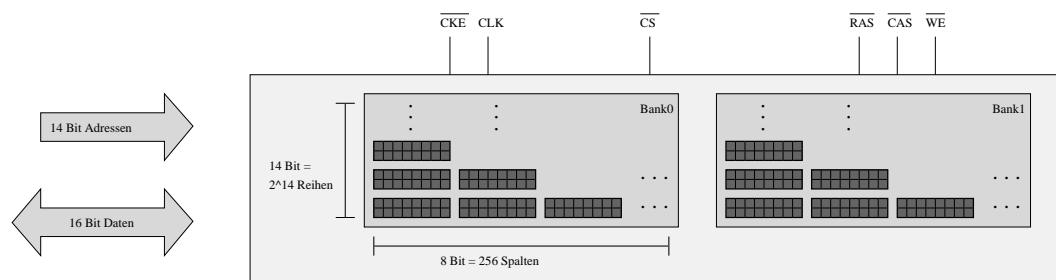 CKE CLK CS RAS CAS WE
Bank0 Bank1
14 Bit Adressen
14 Bit =
2^14 Reihen
16 Bit Daten
8 Bit = 256 Spalten